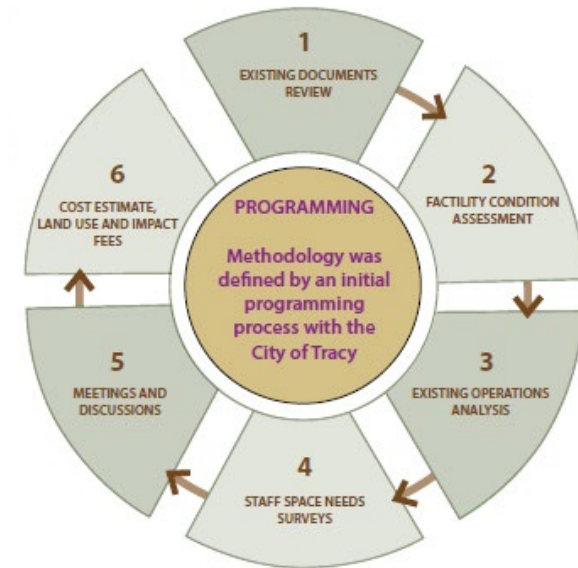 1
EXISTING DOCUMENTS
REVIEW
2
FACTILITY CONDITION
ASSESSMENT
3
EXISTING OPERATIONS
ANALYSIS
4
STAFF SPACE NEEDS
SURVEYS
5
MEETINGS AND
DISCUSSIONS
6
COST ESTIMATE,
LAND USE AND IMPACT
FEES
PROGRAMMING
Methodology was
defined by an initial
programming
process with the
City of Tracy